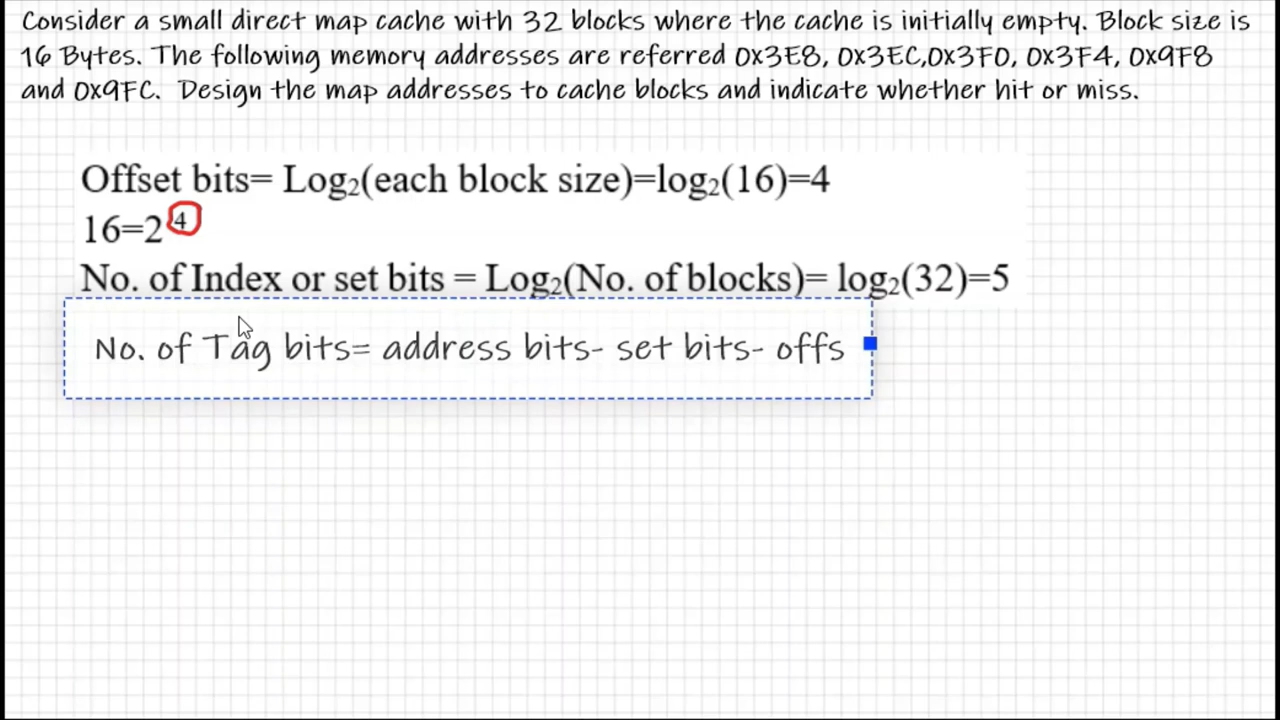 Consider a small direct map cache with 32 blocks where the cache is initially empty. Block size is
16 Bytes. The following memory addresses are referred 0x3E8, 0x3EC,0x3F0, 0x3F4, 0x9F8
and 0x9FC. Design the map addresses to cache blocks and indicate whether hit or miss.
Offset bits= Log₂(each block size)=log₂(16)=4
16=2⁴
No. of Index or set bits = Log₂(No. of blocks)= log₂(32)=5
No. of Tag bits= address bits- set bits- offs